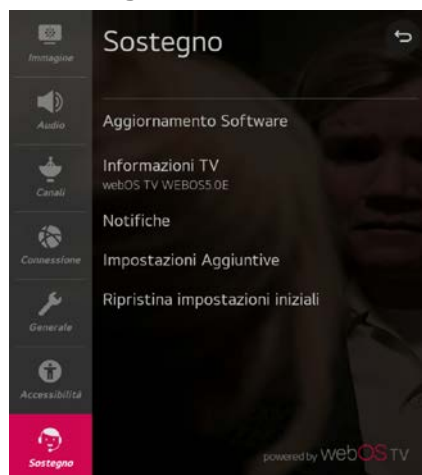 Sostegno
Immagine
Audio
Canali
Connessione
Generale
Accessibilità
Sostegno
Aggiornamento Software
Informazioni TV
webOS TV WEBOS5.0E
Notifiche
Impostazioni Aggiuntive
Ripristina impostazioni iniziali
powered by webOS TV